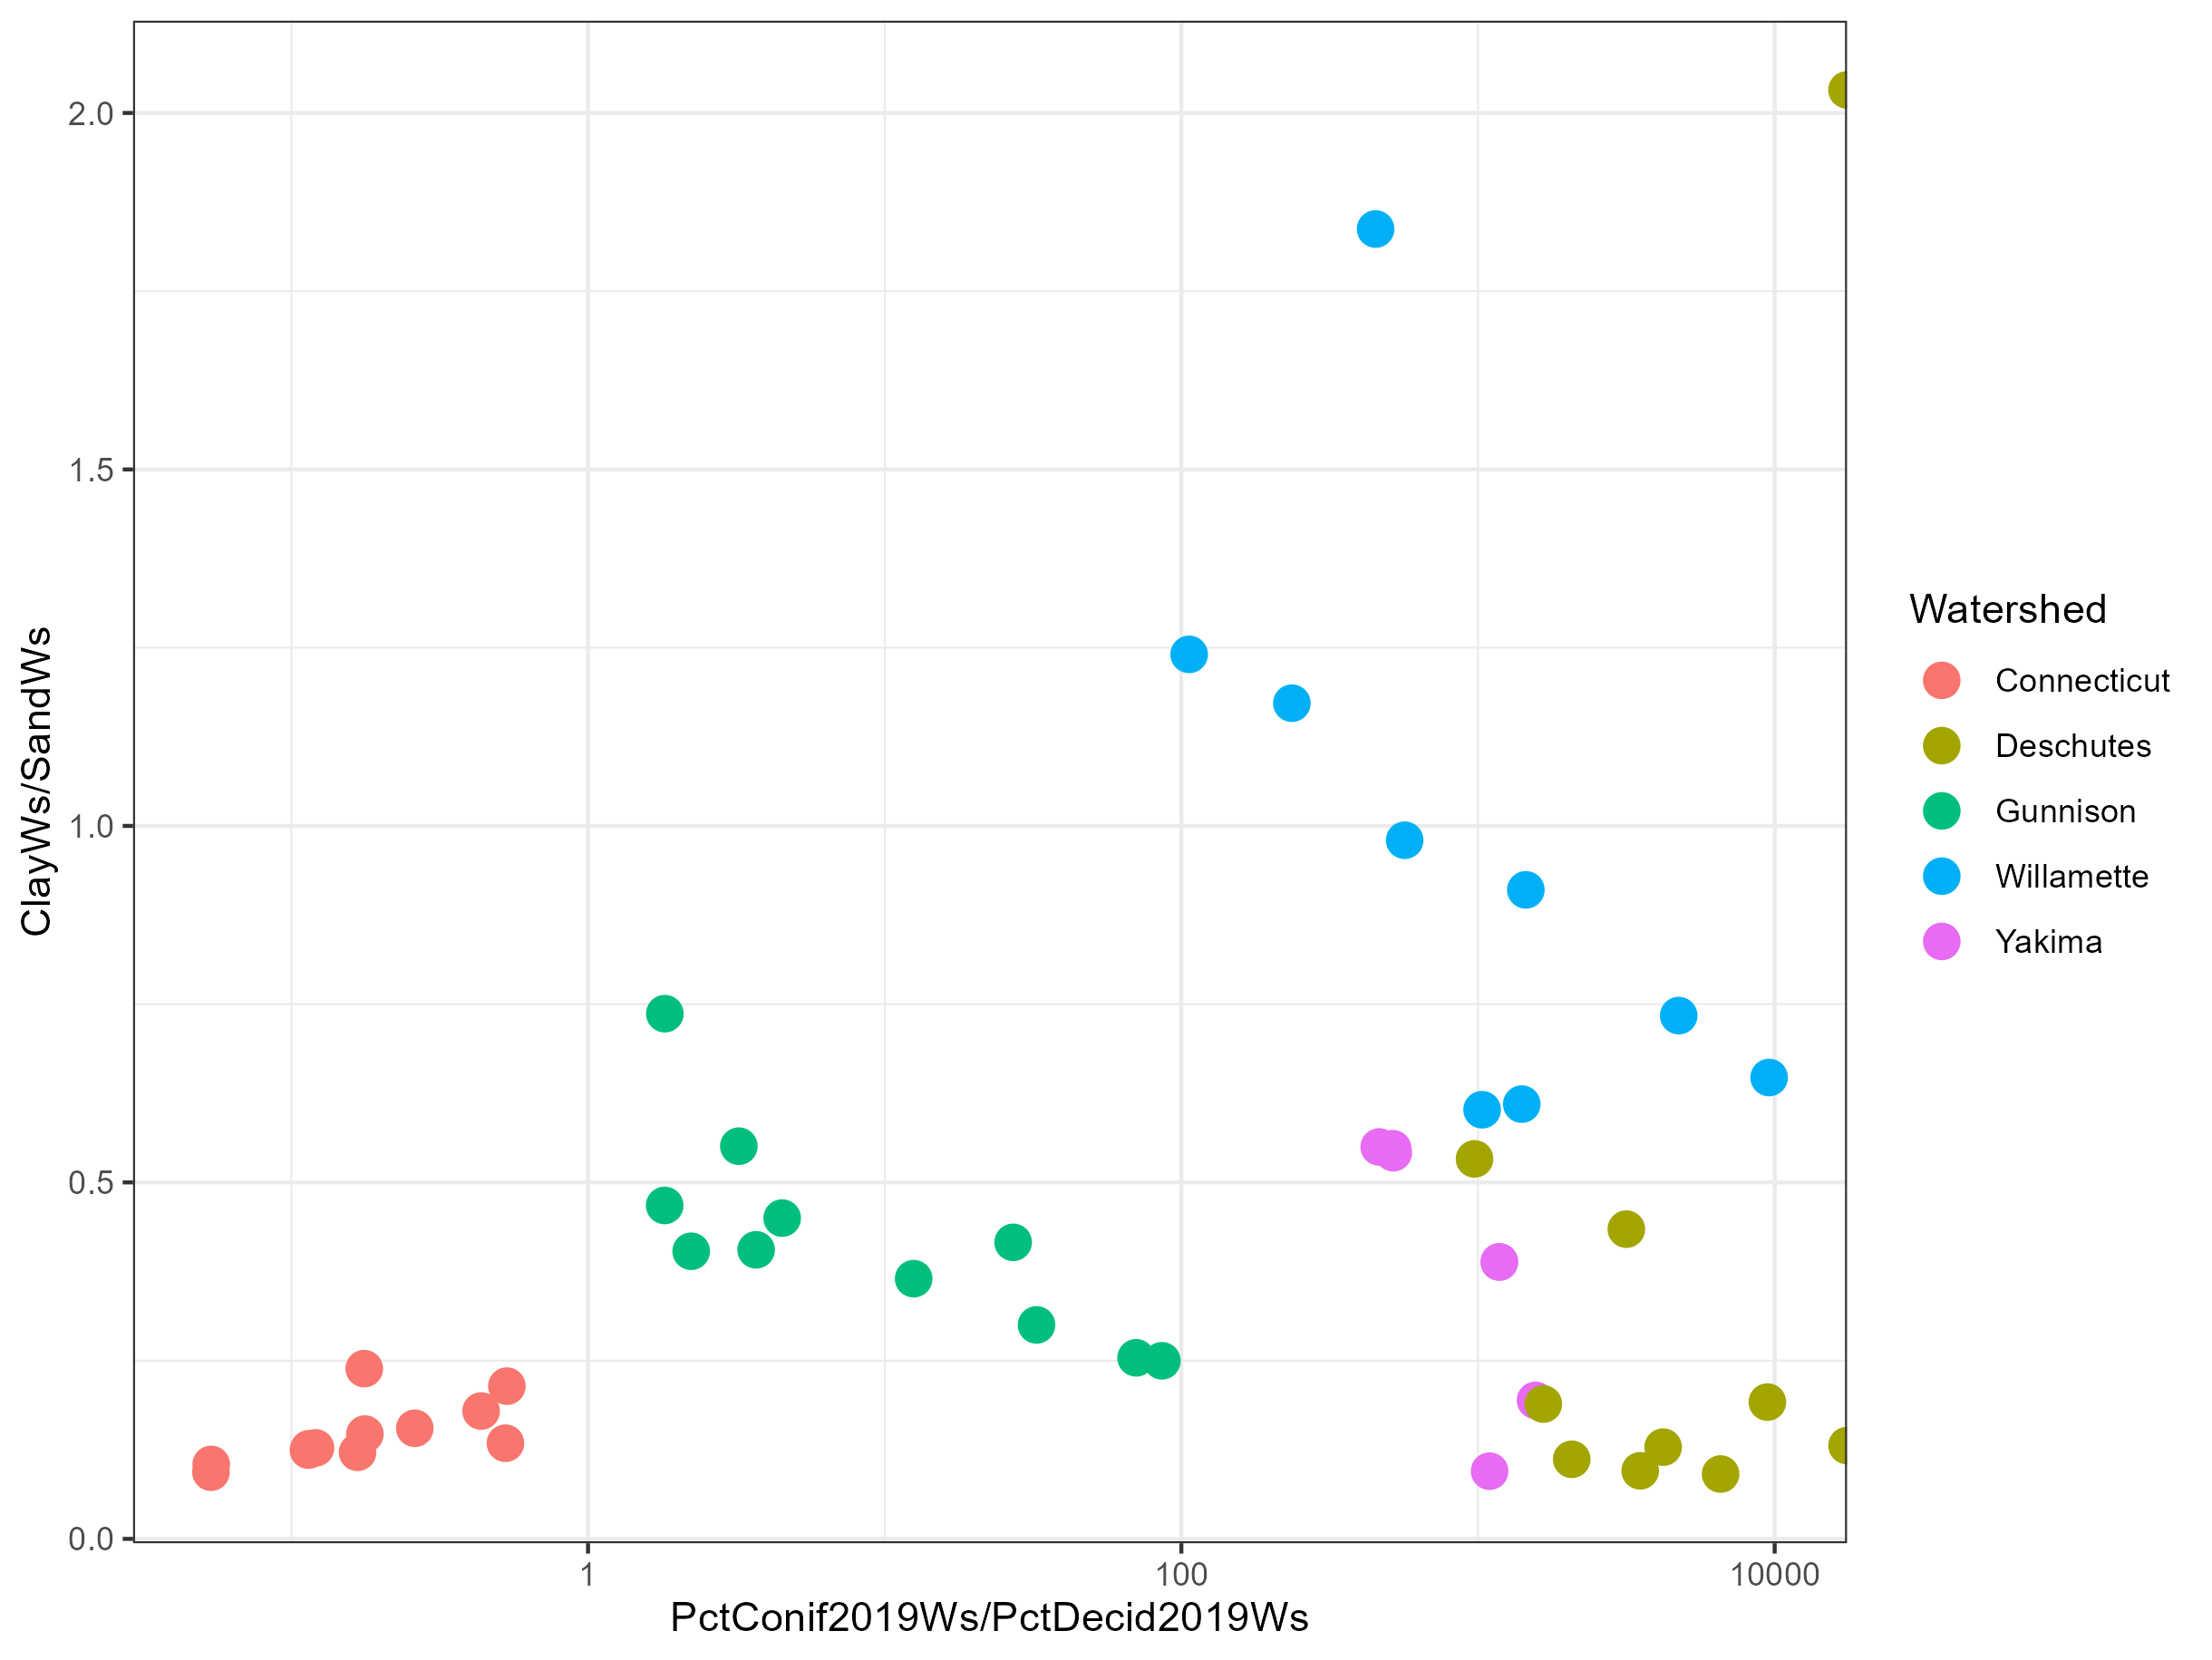 2.0
1.5
1.0
0.5
0.0
ClayWs/SandWs
1
100
10000
PctConif2019Ws/PctDecid2019Ws
Watershed
Connecticut
Deschutes
Gunnison
Willamette
Yakima